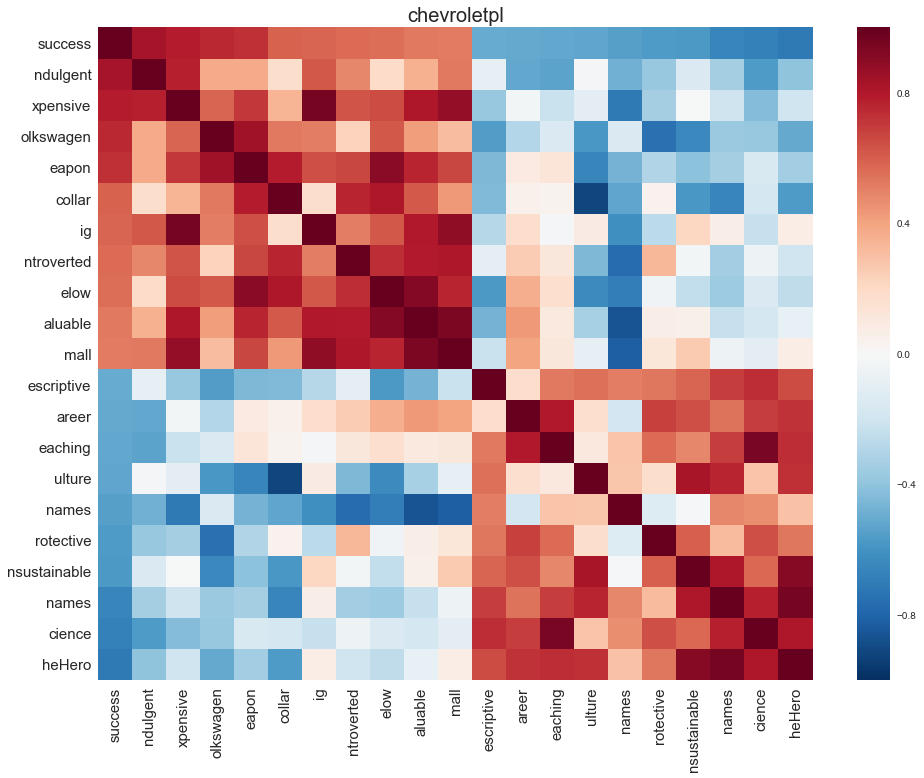 chevroletpl
success
ndulgent
xpensive
olkswagen
eapon
collar
ig
ntroverted
elow
aluable
mall
escriptive
areer
eaching
ulture
names
rotective
nsustainable
names
cience
heHero
0.8
0.4
0.0
−0.4
−0.8
success
ndulgent
xpensive
olkswagen
eapon
collar
ig
ntroverted
elow
aluable
mall
escriptive
areer
eaching
ulture
names
rotective
nsustainable
names
cience
heHero